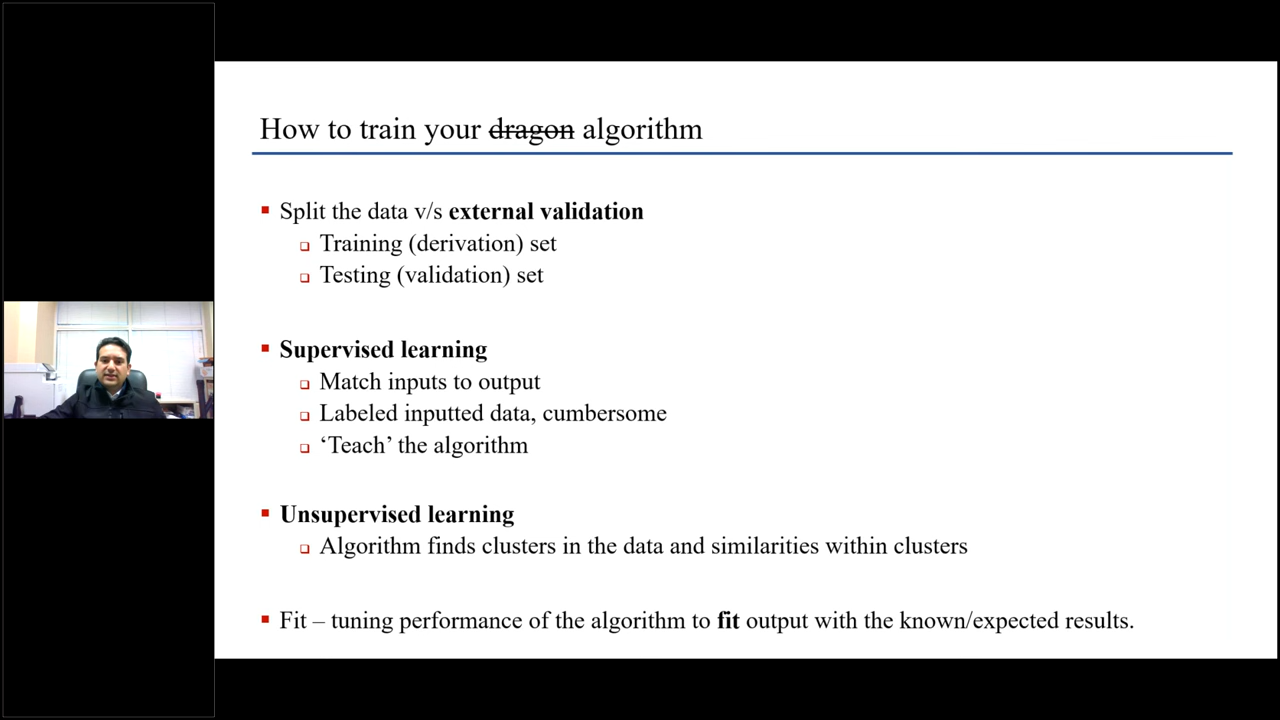 How to train your dragon algorithm
Split the data v/s external validation
Training (derivation) set
Testing (validation) set
Supervised learning
Match inputs to output
Labeled inputted data, cumbersome
‘Teach’ the algorithm
Unsupervised learning
Algorithm finds clusters in the data and similarities within clusters
Fit – tuning performance of the algorithm to fit output with the known/expected results.